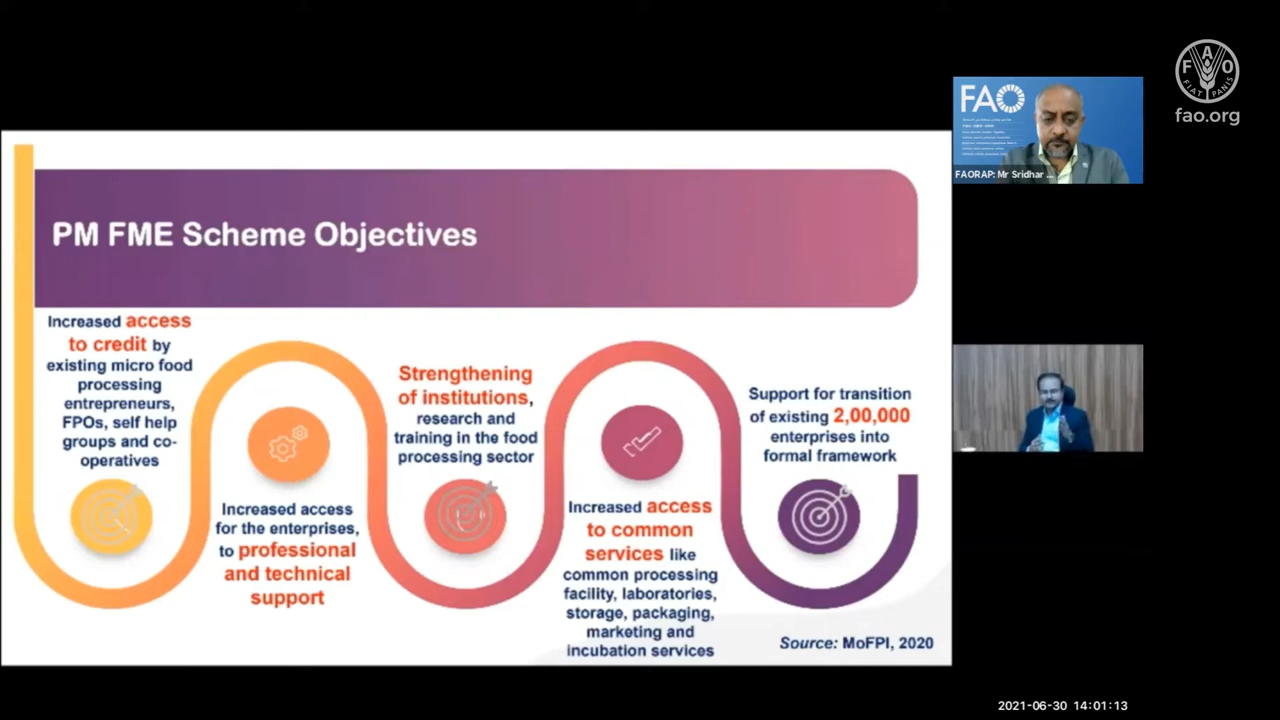 PM FME Scheme Objectives
Increased access
to credit by
existing micro food
processing
entrepreneurs,
FPOs, self help
groups and co-
operatives
Increased access
for the enterprises,
to professional
and technical
support
Strengthening
of institutions,
research and
training in the food
processing sector
Increased access
to common
services like
common processing
facility, laboratories,
storage, packaging,
marketing and
incubation services
Support for transition
of existing 2,00,000
enterprises into
formal framework
Source: MoFPI, 2020
FAO
FAORAP: Mr Sridhar ...
F A O
FIAT PANIS
fao.org
2021-06-30 14:01:13